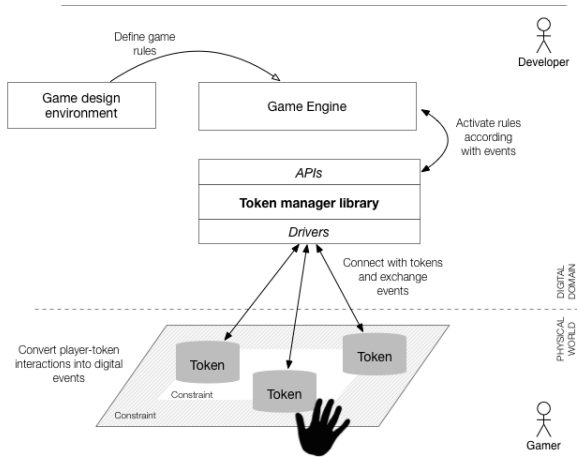 Define game
rules
Developer
Game design
environment
Game Engine
Activate rules
according
with events
APIs
Token manager library
Drivers
Connect with tokens
and exchange
events
DIGITAL
DOMAIN
PHYSICAL
WORLD
Convert player-token
interactions into digital
events
Token
Token
Token
Constraint
Constraint
Gamer